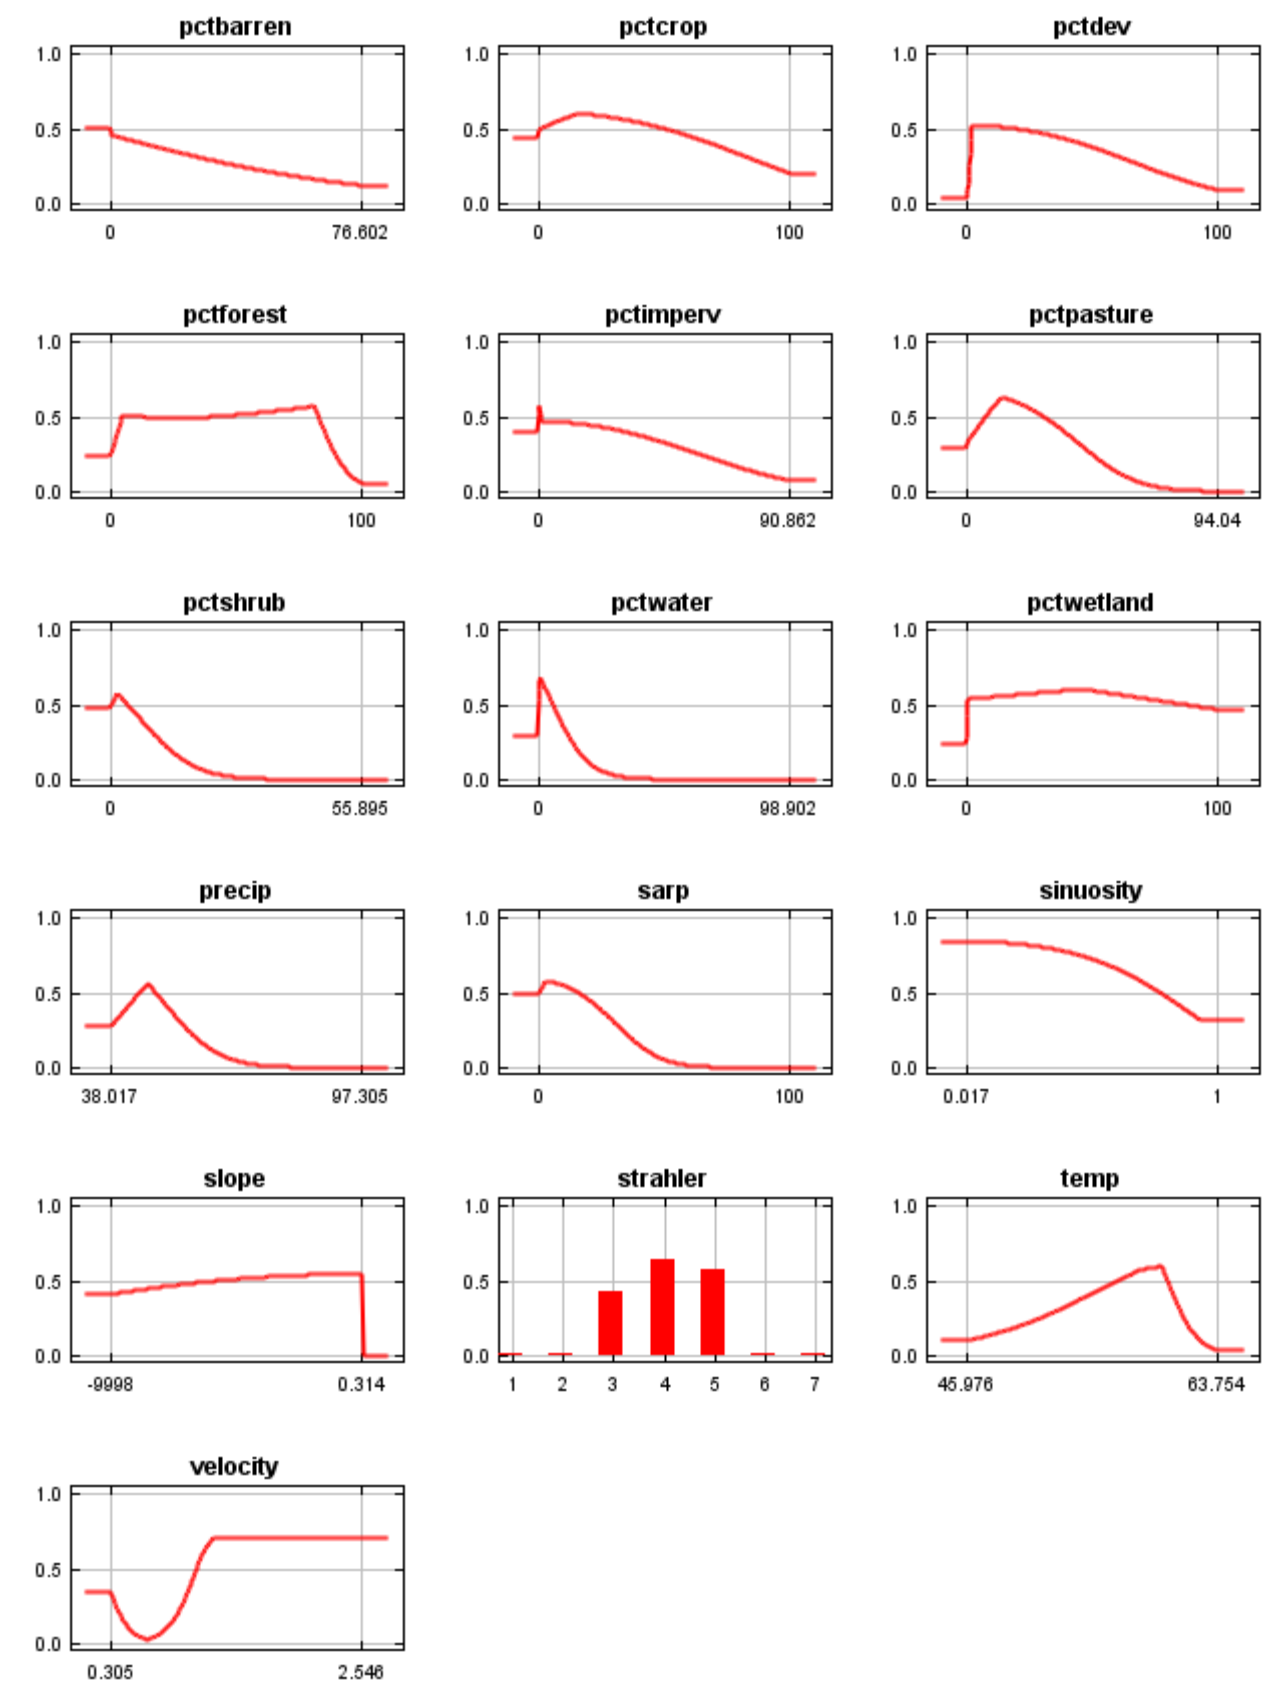 pctbarren pctcrop pctdev
1.0 1.0 1.0
0.5 0.5 0.5
0.0 0.0 0.0
0 76.602 0 100 0 100
pctforest pctimperv pctpasture
1.0 1.0 1.0
0.5 0.5 0.5
0.0 0.0 0.0
0 100 0 90.862 0 94.04
pctshrub pctwater pctwetland
1.0 1.0 1.0
0.5 0.5 0.5
0.0 0.0 0.0
0 55.895 0 98.902 0 100
precip sarp sinuosity
1.0 1.0 1.0
0.5 0.5 0.5
0.0 0.0 0.0
38.017 97.305 0 100 0.017 1
slope strahler temp
1.0 1.0 1.0
0.5 0.5 0.5
0.0 0.0 0.0
-9998 0.314 1 2 3 4 5 6 7 45.976 63.754
velocity
1.0
0.5
0.0
0.305 2.546